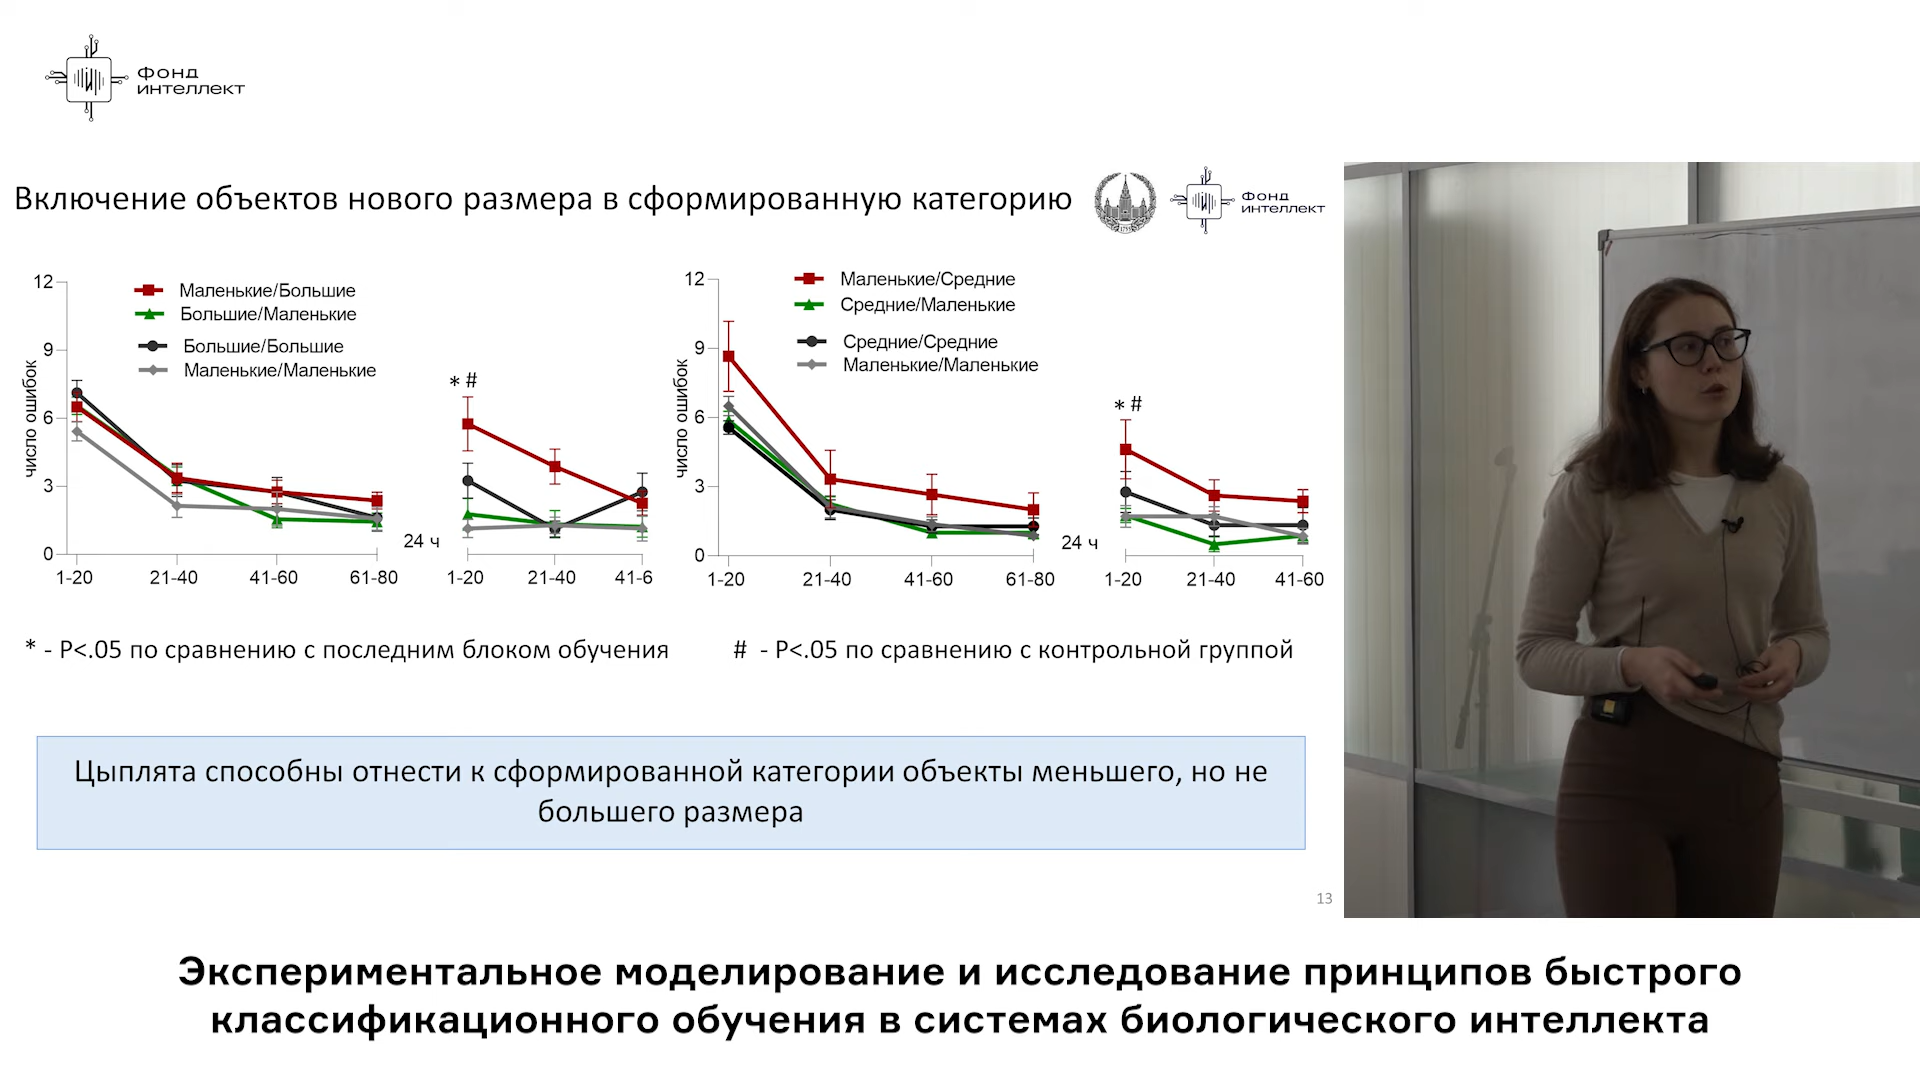 Фонд
интеллект
Включение объектов нового размера в сформированную категорию
1755
Фонд
интеллект
12
9
6
3
0
число ошибок
Маленькие/Большие
Большие/Маленькие
Большие/Большие
Маленькие/Маленькие
* #
24 ч
1-20
21-40
41-60
61-80
1-20
21-40
41-6
12
9
6
3
0
число ошибок
Маленькие/Средние
Средние/Маленькие
Средние/Средние
Маленькие/Маленькие
* #
24 ч
1-20
21-40
41-60
61-80
1-20
21-40
41-60
* - P<.05 по сравнению с последним блоком обучения
# - P<.05 по сравнению с контрольной группой
Цыплята способны отнести к сформированной категории объекты меньшего, но не
большего размера
13
Экспериментальное моделирование и исследование принципов быстрого
классификационного обучения в системах биологического интеллекта